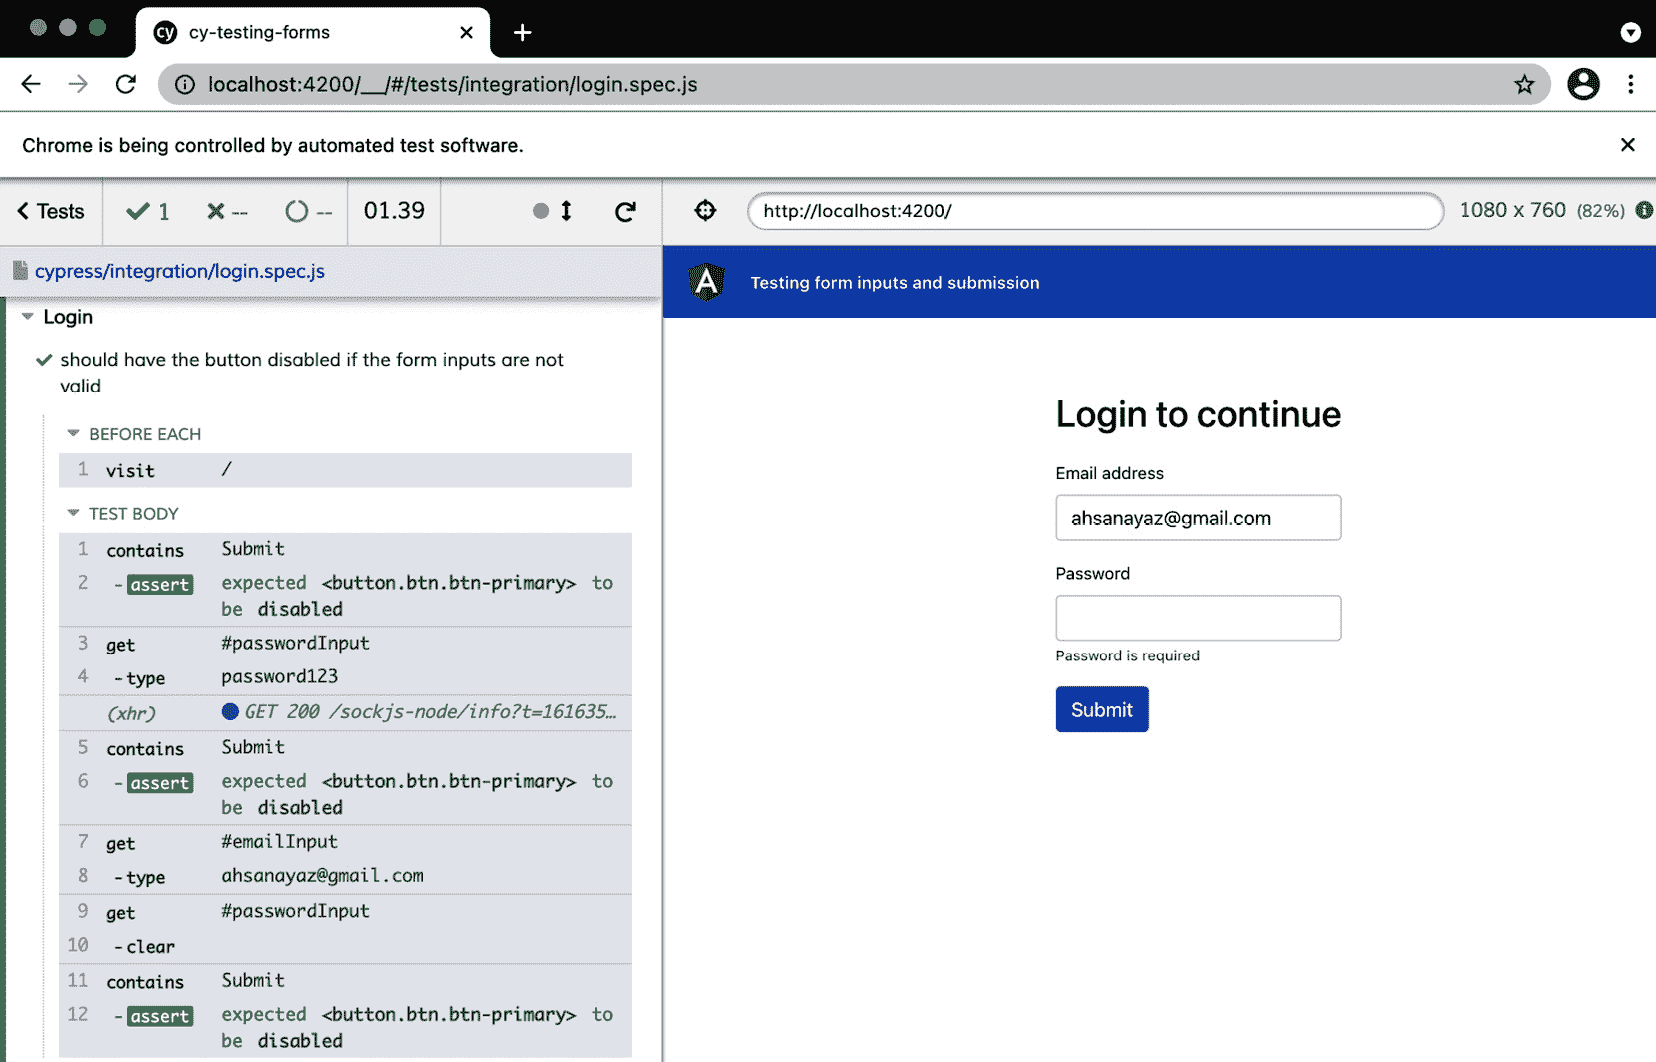 cy cy-testing-forms
localhost:4200/__/#/tests/integration/login.spec.js
Chrome is being controlled by automated test software.
Tests 1 -- -- 01.39
http://localhost:4200/ 1080 x 760 (82%)
cypress/integration/login.spec.js
Login
should have the button disabled if the form inputs are not
valid
BEFORE EACH
1 visit /
TEST BODY
1 contains Submit
2 -assert expected <button.btn.btn-primary> to
be disabled
3 get #passwordInput
4 -type password123
(xhr) GET 200 /sockjs-node/info?t=161635…
5 contains Submit
6 -assert expected <button.btn.btn-primary> to
be disabled
7 get #emailInput
8 -type ahsanayaz@gmail.com
9 get #passwordInput
10 -clear
11 contains Submit
12 -assert expected <button.btn.btn-primary> to
be disabled
A Testing form inputs and submission
Login to continue
Email address
ahsanayaz@gmail.com
Password
Password is required
Submit